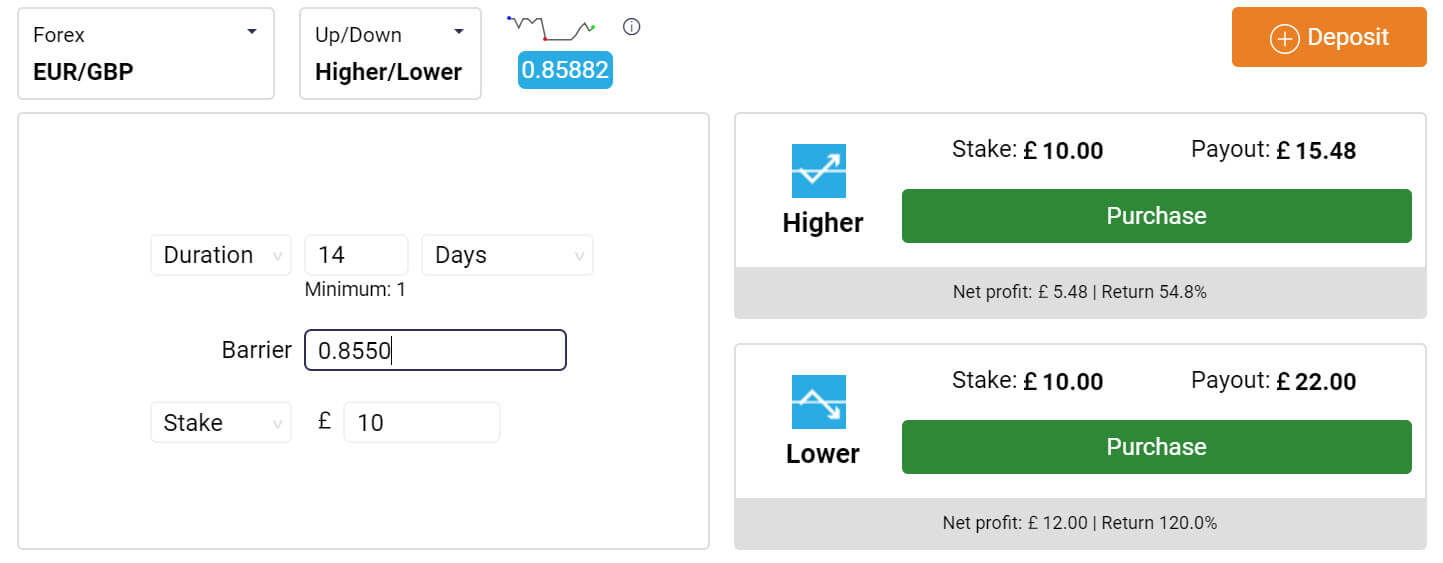 Forex
EUR/GBP
Up/Down
Higher/Lower
0.85882
Deposit
Duration 14 Days
Minimum: 1
Barrier 0.8550
Stake £ 10
Higher
Stake: £ 10.00 Payout: £ 15.48
Purchase
Net profit: £ 5.48 | Return 54.8%
Lower
Stake: £ 10.00 Payout: £ 22.00
Purchase
Net profit: £ 12.00 | Return 120.0%